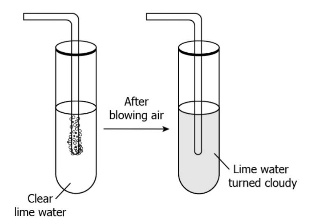 After
blowing air
Lime water
turned cloudy
Clear
lime water